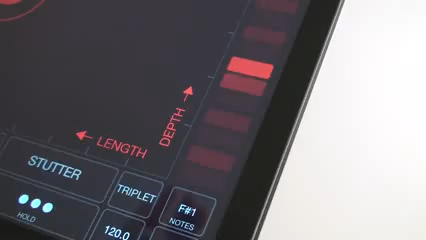 DEPTH
LENGTH
STUTTER
TRIPLET
F#1
NOTES
HOLD
120.0